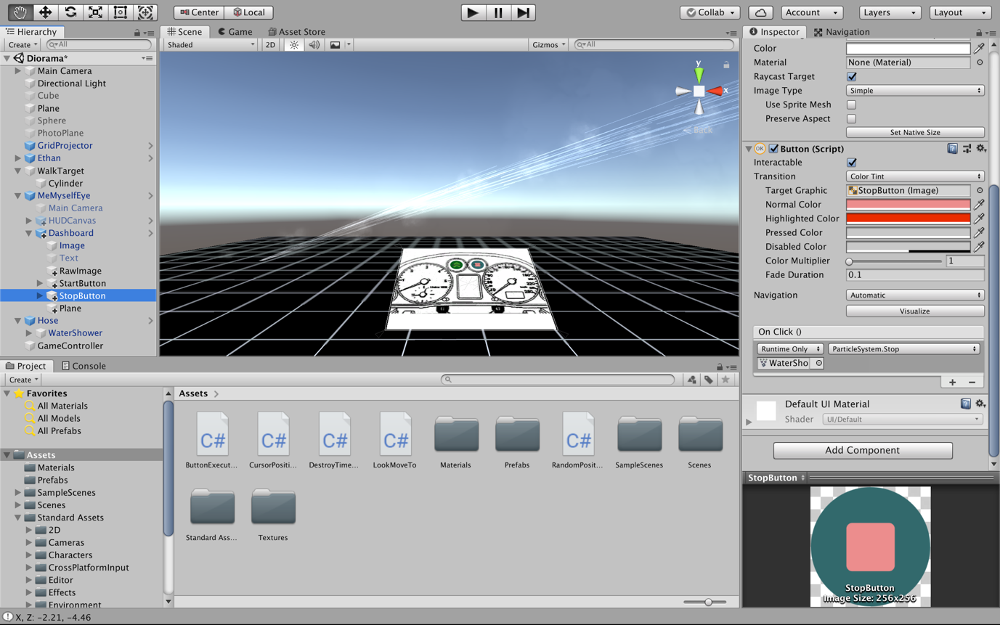 Center Local
Collab Account Layers Layout
Hierarchy
Create All
Diorama*
Main Camera
Directional Light
Cube
Plane
Sphere
PhotoPlane
GridProjector
Ethan
WalkTarget
Cylinder
MeMyselfEye
Main Camera
HUDCanvas
Dashboard
Image
Text
RawImage
StartButton
StopButton
Plane
Hose
WaterShower
GameController
Scene Game Asset Store
Shaded 2D Gizmos All
y
x
Back
Inspector Navigation
Color
Material None (Material)
Raycast Target
Image Type Simple
Use Sprite Mesh
Preserve Aspect
Set Native Size
OK Button (Script)
Interactable
Transition Color Tint
Target Graphic StopButton (Image)
Normal Color
Highlighted Color
Pressed Color
Disabled Color
Color Multiplier 1
Fade Duration 0.1
Navigation Automatic
Visualize
On Click ()
Runtime Only ParticleSystem.Stop
WaterSho
+ −
Default UI Material
Shader UI/Default
Add Component
StopButton
StopButton
Image Size: 256x256
Project Console
Create
Favorites
All Materials
All Models
All Prefabs
Assets
Materials
Prefabs
SampleScenes
Scenes
Standard Assets
2D
Cameras
Characters
CrossPlatformInput
Editor
Effects
Environment
Assets
C# C# C# C# C#
ButtonExecut... CursorPositi... DestroyTime... LookMoveTo Materials Prefabs RandomPosit... SampleScenes Scenes
Standard Ass... Textures
X, Z: -2.21, -4.46